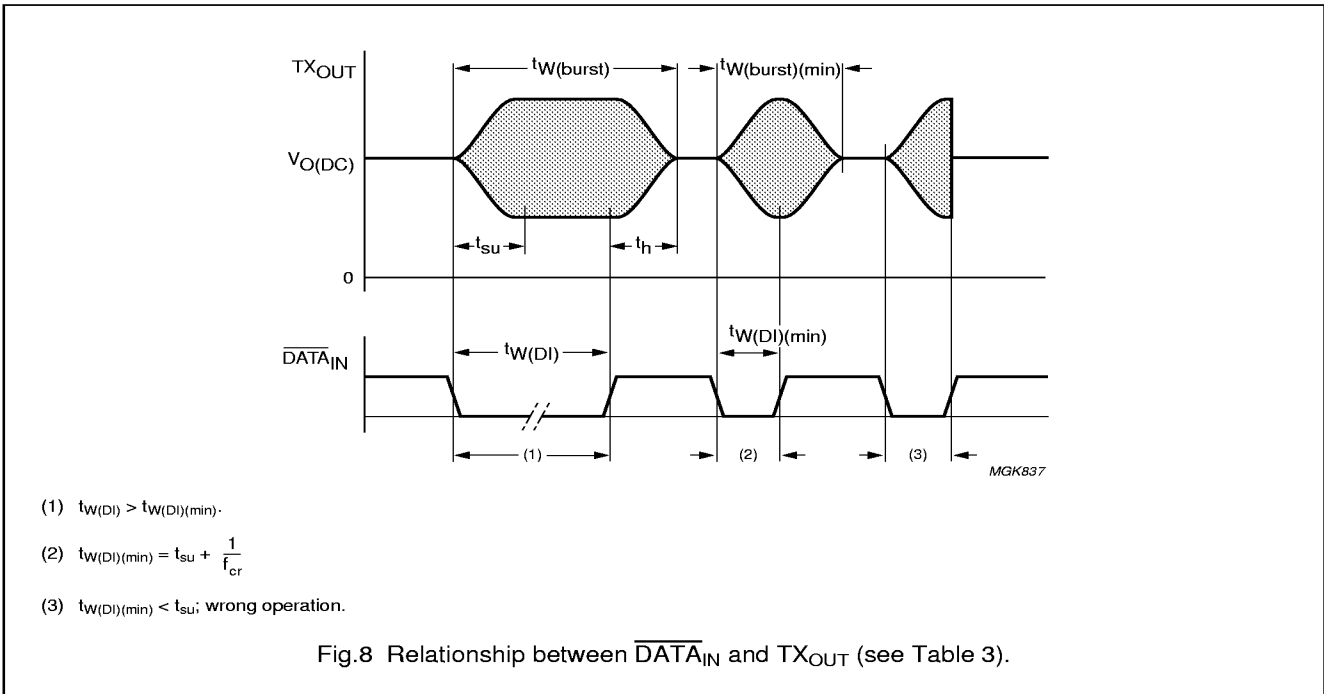 TXOUT
tW(burst)
tW(burst)(min)
VO(DC)
tsu
th
0
tW(DI)
tW(DI)(min)
DATAIN
(1)
(2)
(3)
MGK837
(1) tW(DI) > tW(DI)(min).
(2) tW(DI)(min) = tsu + 1/fcr
(3) tW(DI)(min) < tsu; wrong operation.
Fig.8 Relationship between DATAIN and TXOUT (see Table 3).